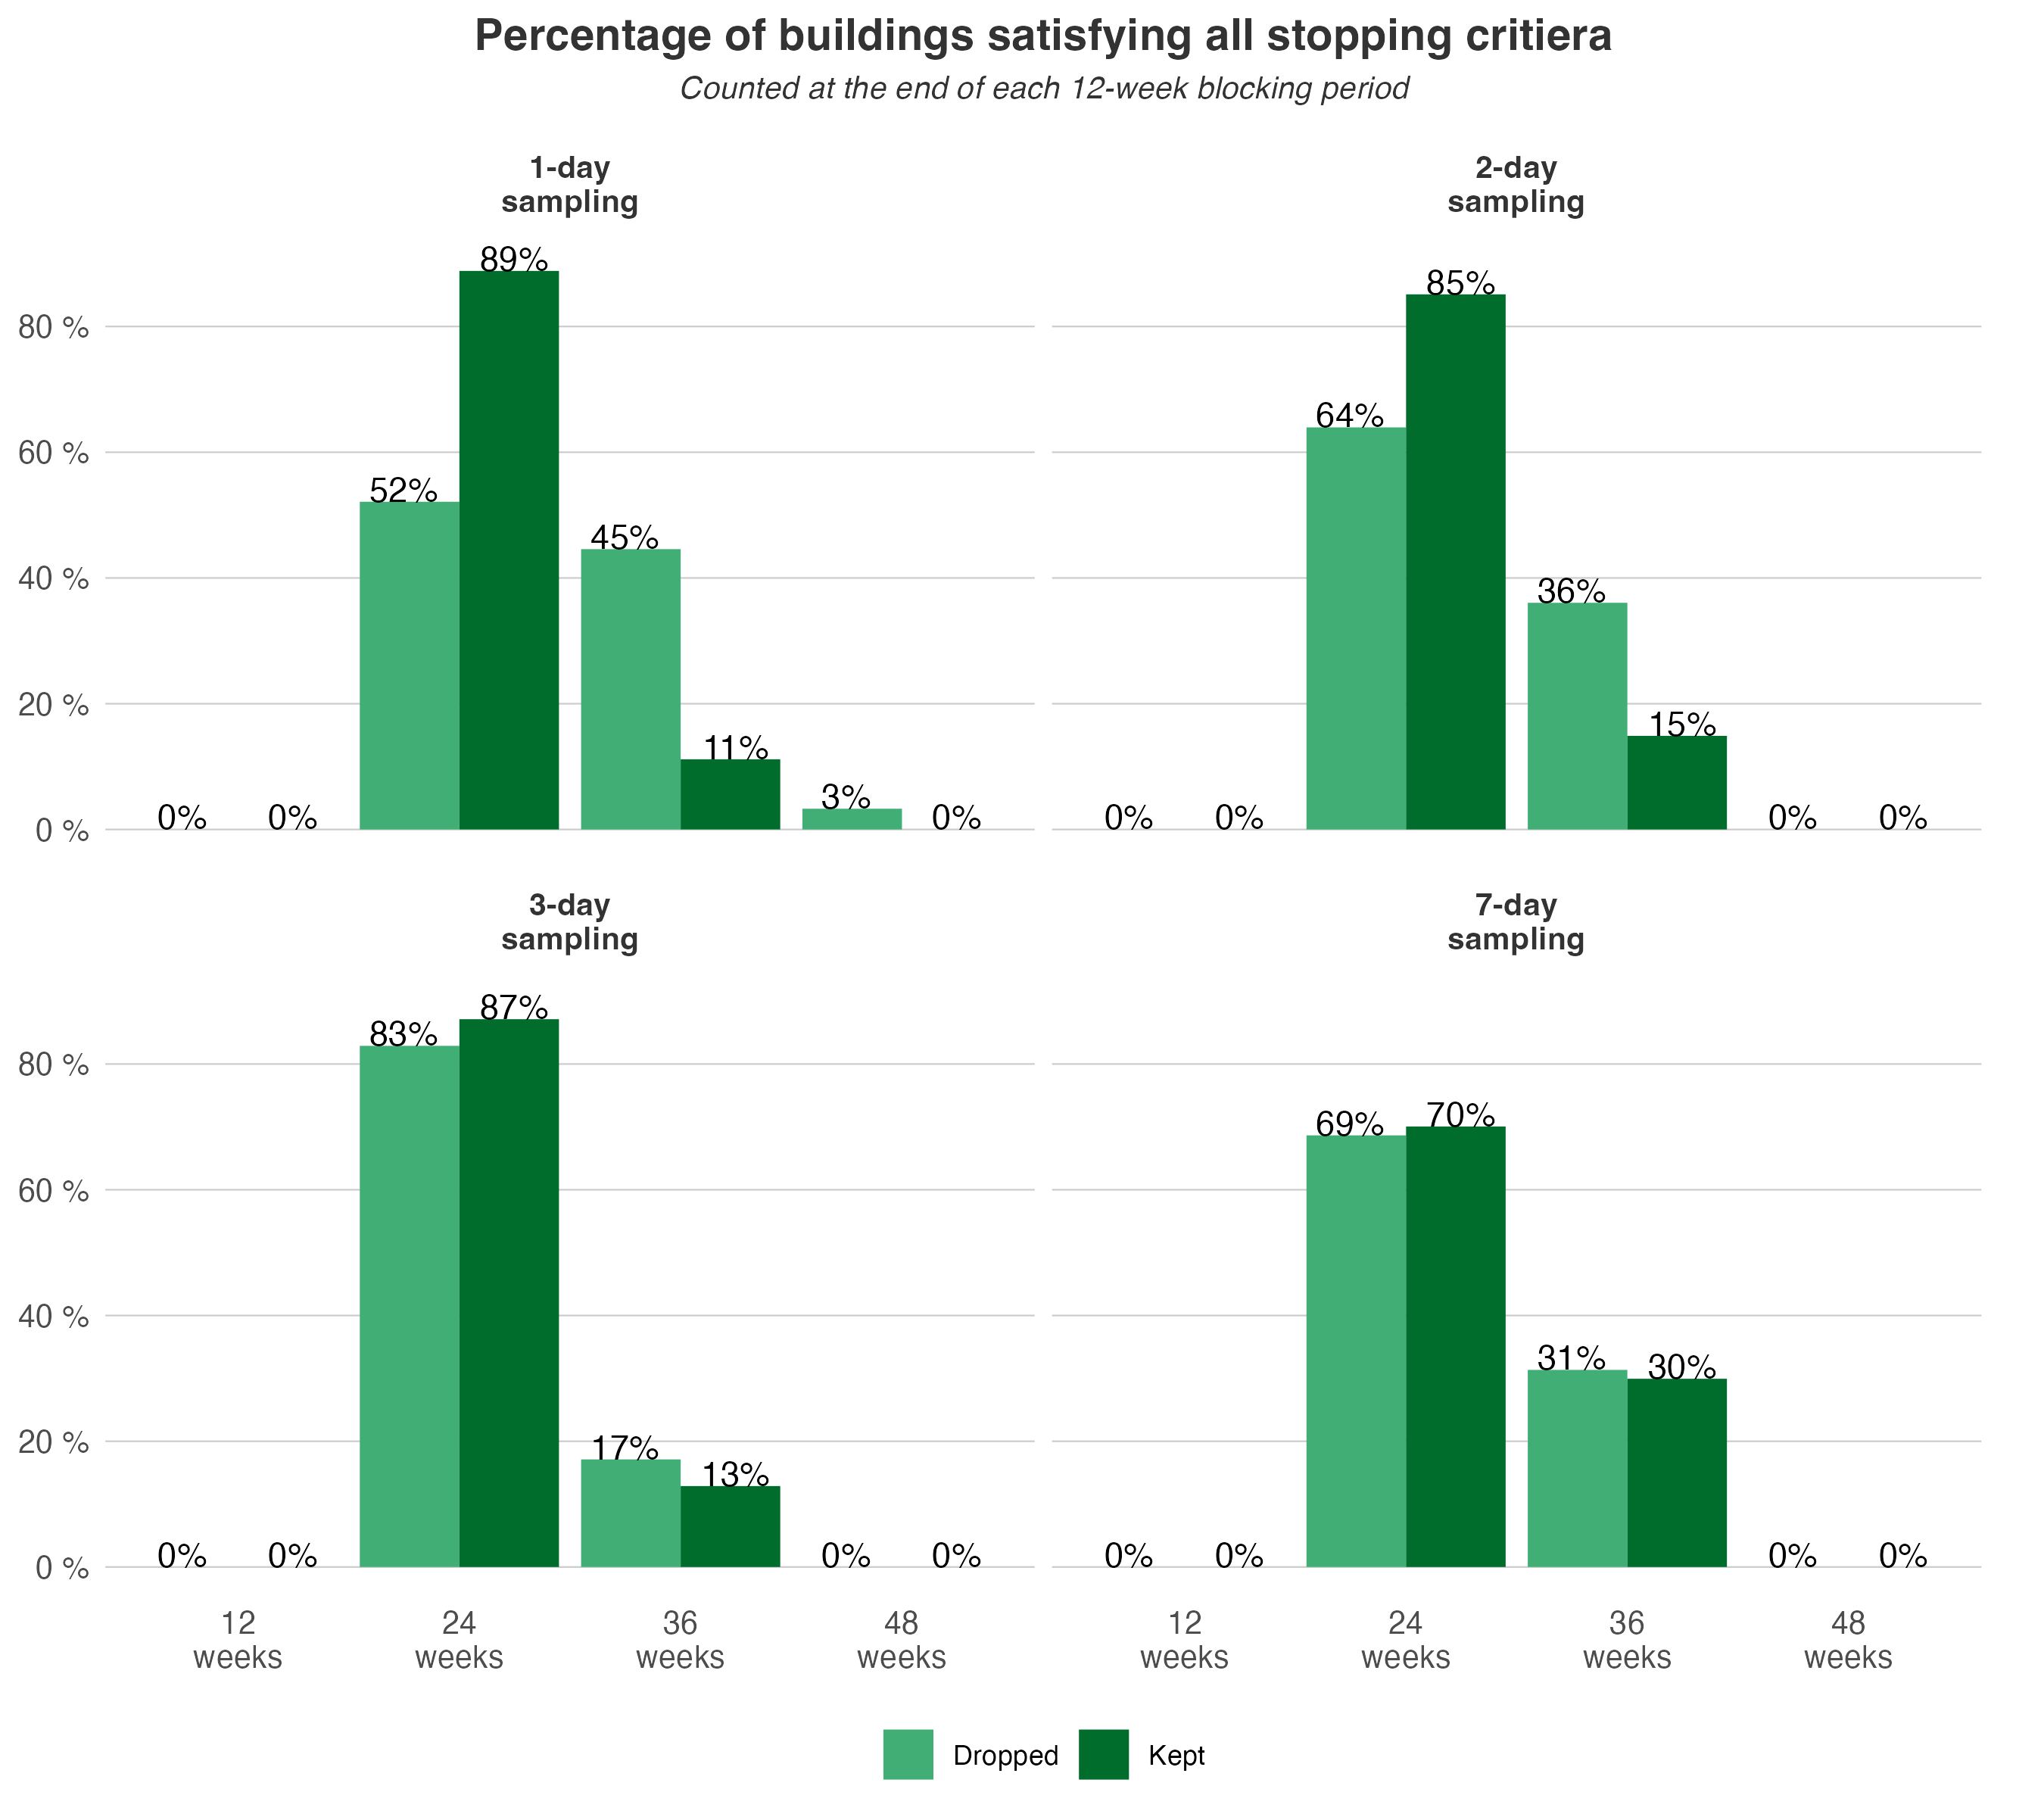 Percentage of buildings satisfying all stopping critiera
Counted at the end of each 12-week blocking period
1-day
sampling
2-day
sampling
89%
85%
80 %
64%
60 %
52%
45%
40 %
36%
20 %
11%
15%
3%
0%
0%
0%
0%
0%
0%
0%
0 %
3-day
sampling
7-day
sampling
83%
87%
80 %
69%
70%
60 %
40 %
31%
30%
20 %
17%
13%
0%
0%
0%
0%
0%
0%
0%
0%
0 %
12
weeks
24
weeks
36
weeks
48
weeks
12
weeks
24
weeks
36
weeks
48
weeks
Dropped
Kept